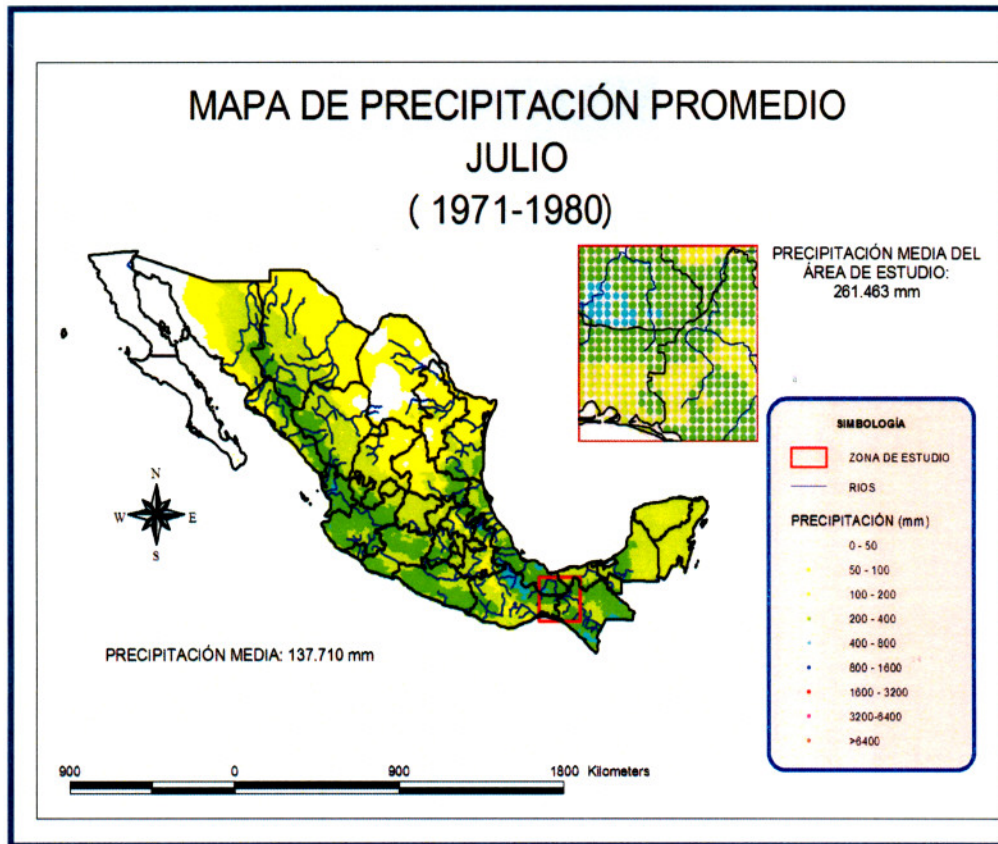 MAPA DE PRECIPITACIÓN PROMEDIO
JULIO
( 1971-1980)
PRECIPITACIÓN MEDIA DEL
ÁREA DE ESTUDIO:
261.463 mm
SIMBOLOGÍA
ZONA DE ESTUDIO
RIOS
PRECIPITACIÓN (mm)
0 - 50
50 - 100
100 - 200
200 - 400
400 - 800
800 - 1600
1600 - 3200
3200-6400
>6400
N
W E
S
PRECIPITACIÓN MEDIA: 137.710 mm
900 0 900 1800 Kilometers